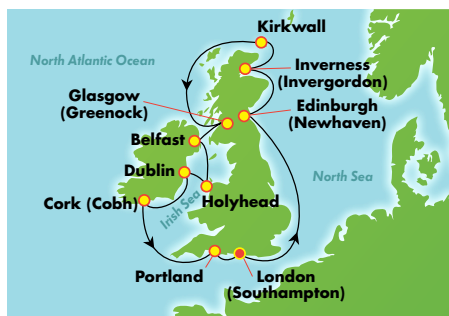 Kirkwall
North Atlantic Ocean
Inverness
(Invergordon)
Glasgow
(Greenock)
Edinburgh
(Newhaven)
Belfast
Dublin
North Sea
Cork (Cobh)
Irish Sea
Holyhead
Portland
London
(Southampton)